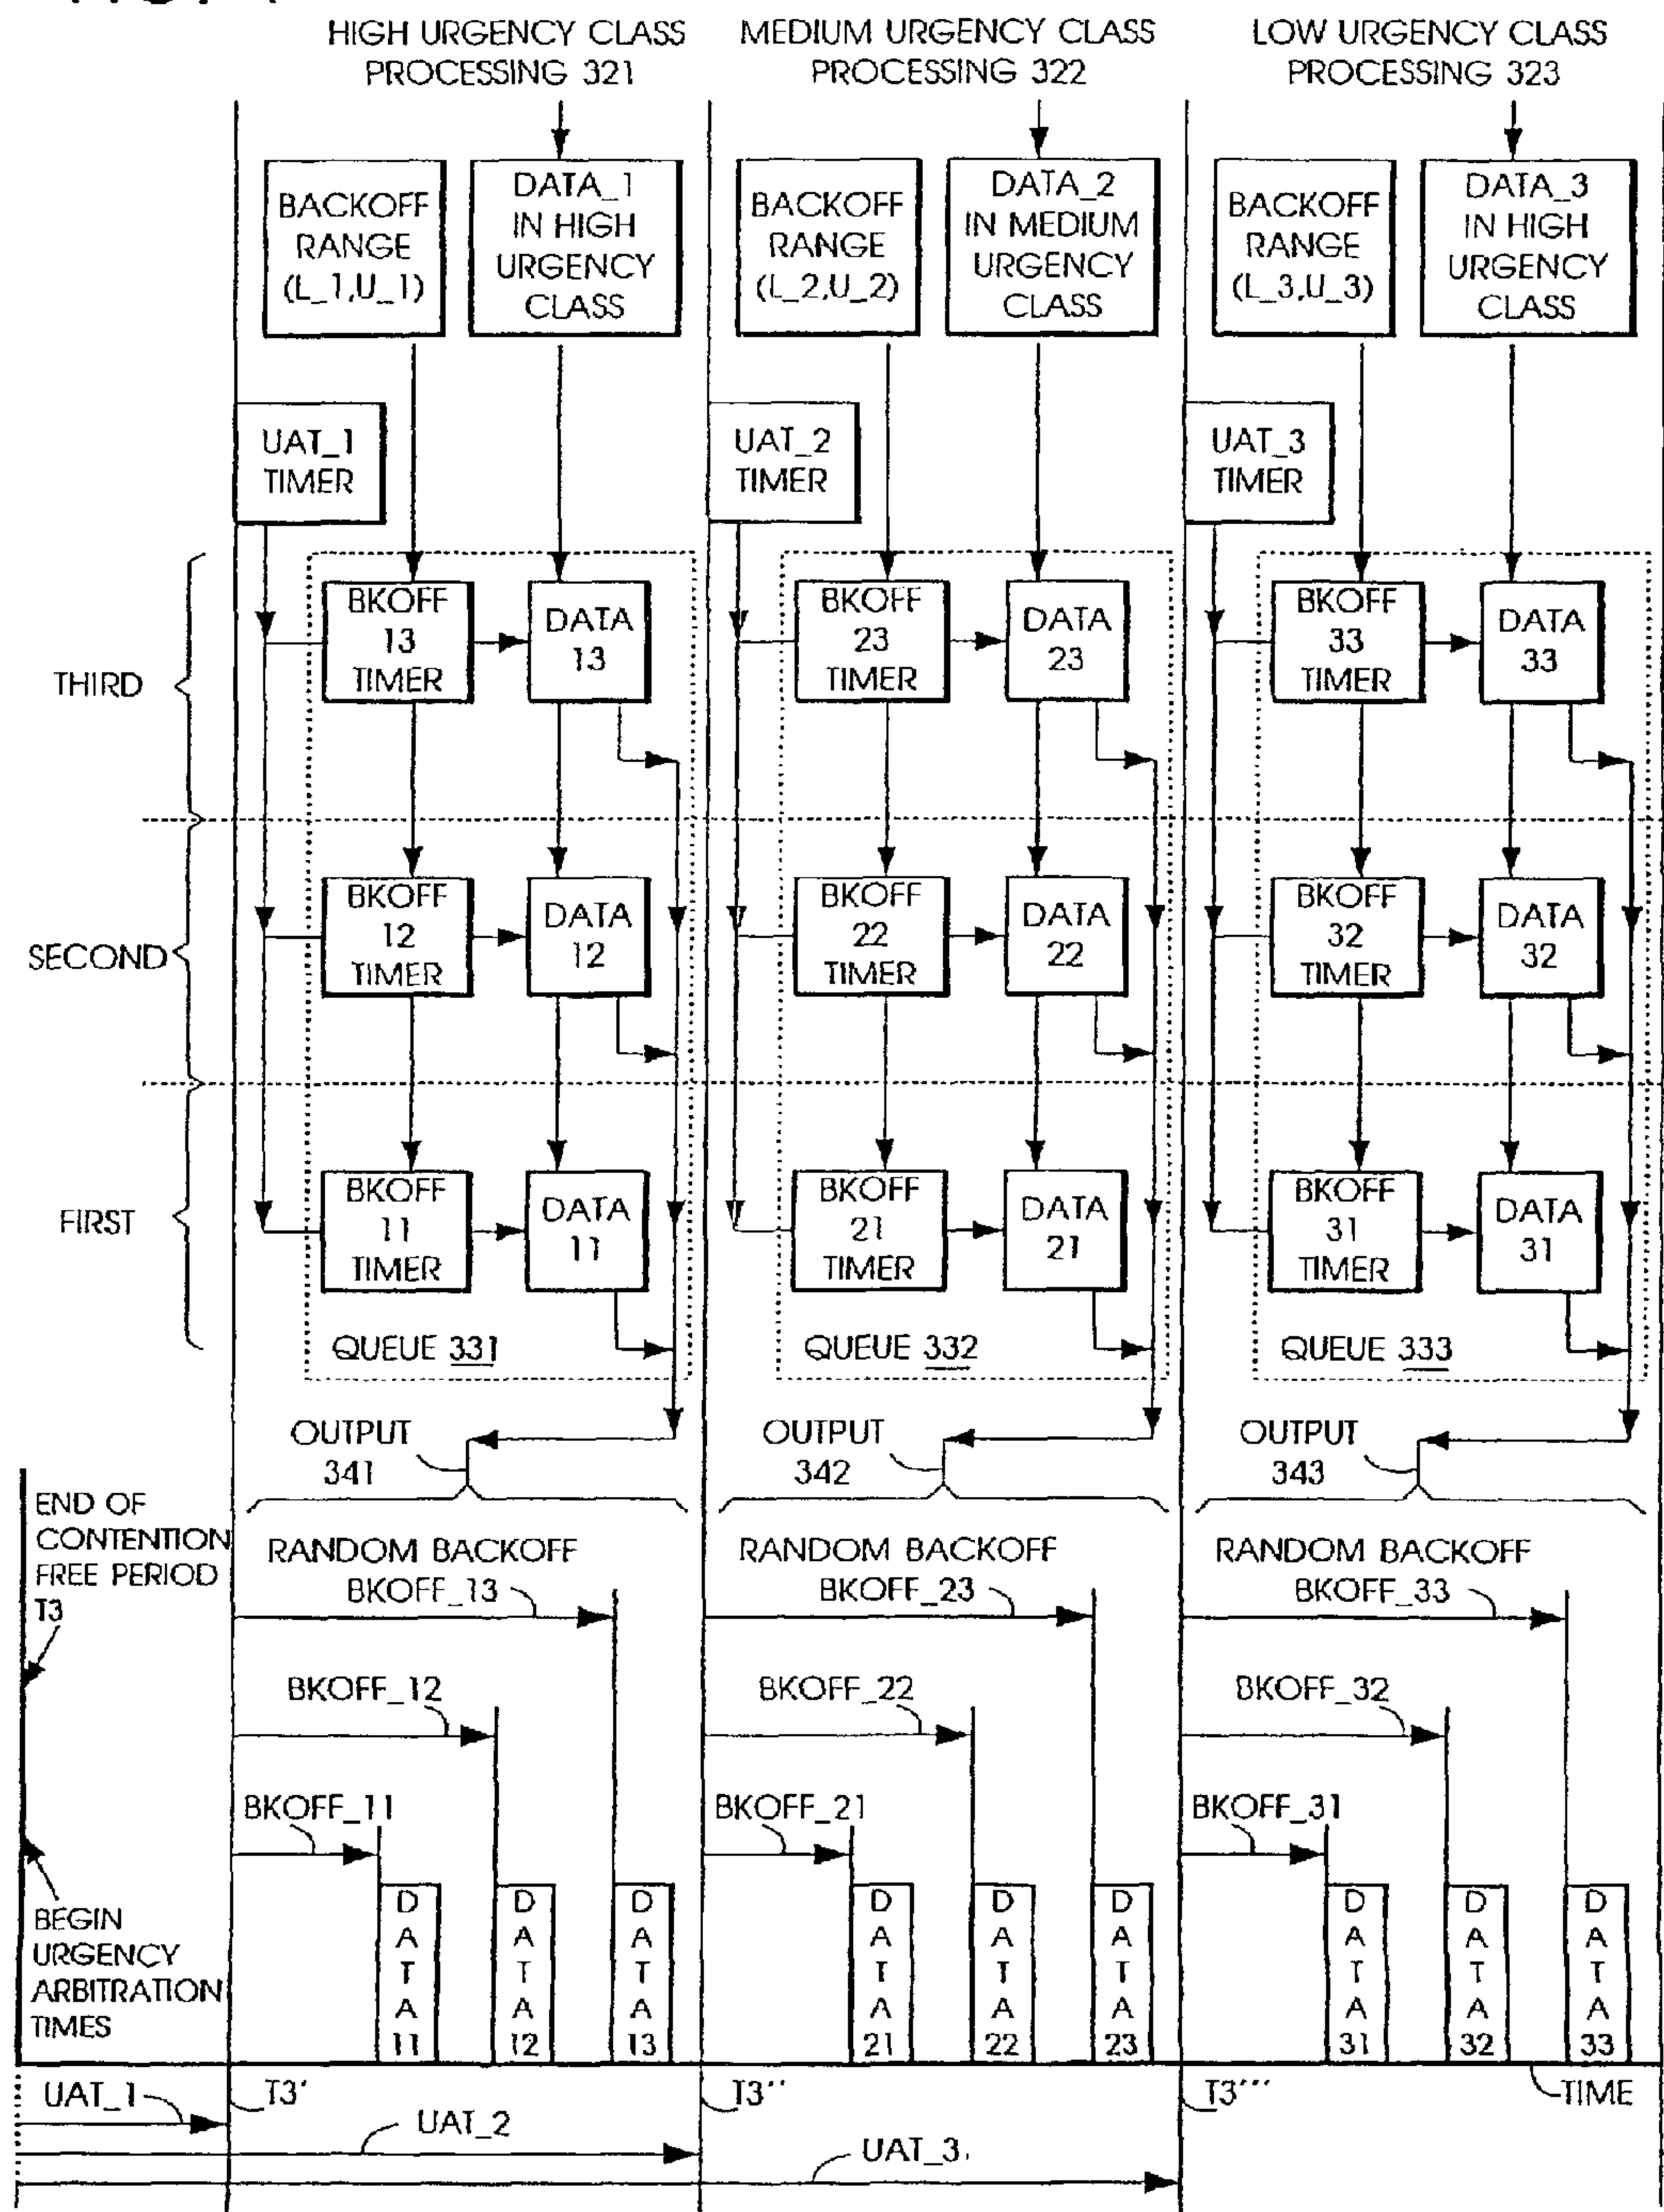 HIGH URGENCY CLASS
PROCESSING 321
MEDIUM URGENCY CLASS
PROCESSING 322
LOW URGENCY CLASS
PROCESSING 323
BACKOFF
RANGE
(L_1,U_1)
DATA_1
IN HIGH
URGENCY
CLASS
BACKOFF
RANGE
(L_2,U_2)
DATA_2
IN MEDIUM
URGENCY
CLASS
BACKOFF
RANGE
(L_3,U_3)
DATA_3
IN HIGH
URGENCY
CLASS
UAT_1
TIMER
UAT_2
TIMER
UAT_3
TIMER
THIRD
BKOFF
13
TIMER
DATA
13
BKOFF
23
TIMER
DATA
23
BKOFF
33
TIMER
DATA
33
SECOND
BKOFF
12
TIMER
DATA
12
BKOFF
22
TIMER
DATA
22
BKOFF
32
TIMER
DATA
32
FIRST
BKOFF
11
TIMER
DATA
11
BKOFF
21
TIMER
DATA
21
BKOFF
31
TIMER
DATA
31
QUEUE 331
QUEUE 332
QUEUE 333
OUTPUT
341
OUTPUT
342
OUTPUT
343
END OF
CONTENTION
FREE PERIOD
T3
RANDOM BACKOFF
BKOFF_13
RANDOM BACKOFF
BKOFF_23
RANDOM BACKOFF
BKOFF_33
BKOFF_12
BKOFF_22
BKOFF_32
BKOFF_11
BKOFF_21
BKOFF_31
BEGIN
URGENCY
ARBITRATION
TIMES
DATA 11
DATA 12
DATA 13
DATA 21
DATA 22
DATA 23
DATA 31
DATA 32
DATA 33
UAT_1
T3'
T3''
T3'''
TIME
UAT_2
UAT_3